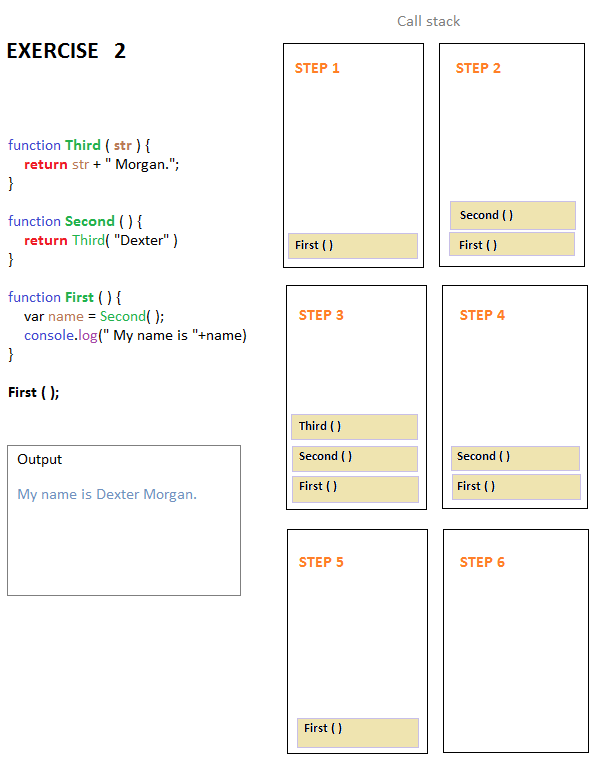 Call stack
EXERCISE 2
function Third ( str ) {
return str + " Morgan.";
}
function Second ( ) {
return Third( "Dexter" )
}
function First ( ) {
var name = Second( );
console.log(" My name is "+name)
}
First ( );
Output
My name is Dexter Morgan.
STEP 1
First ( )
STEP 2
Second ( )
First ( )
STEP 3
Third ( )
Second ( )
First ( )
STEP 4
Second ( )
First ( )
STEP 5
First ( )
STEP 6